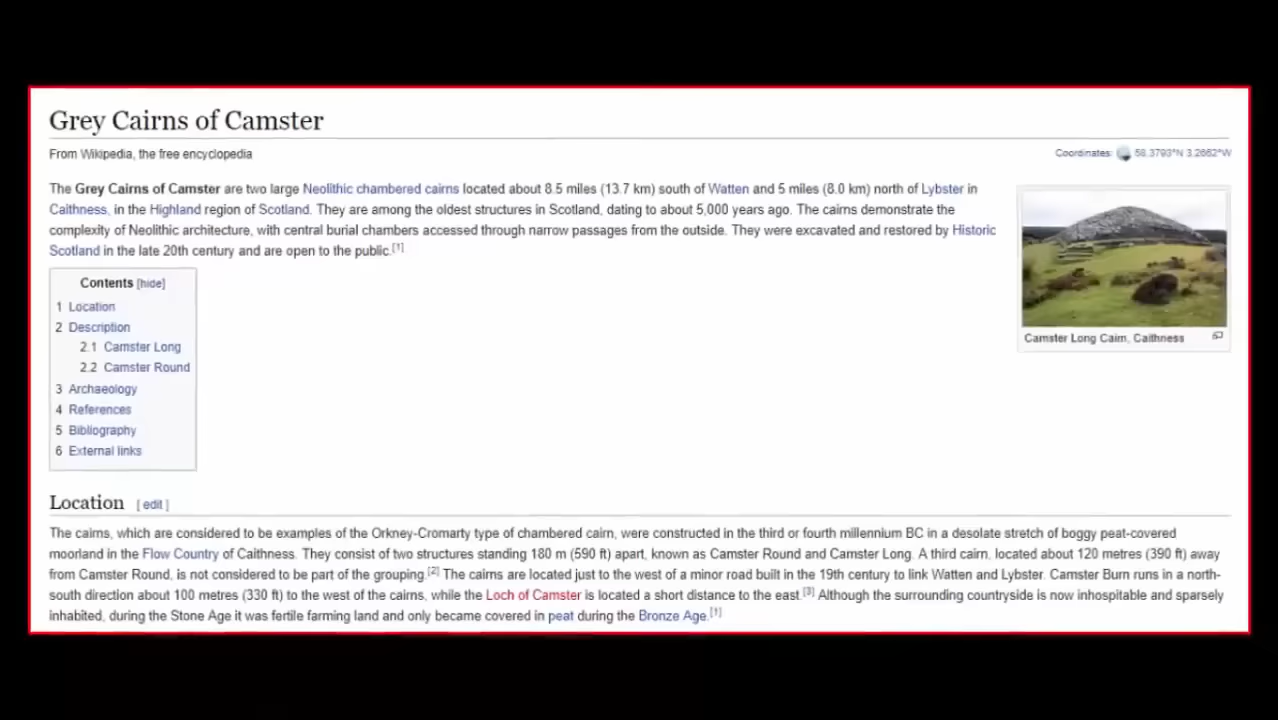 Grey Cairns of Camster
From Wikipedia, the free encyclopedia
Coordinates: 58.3793°N 3.2662°W
The Grey Cairns of Camster are two large Neolithic chambered cairns located about 8.5 miles (13.7 km) south of Watten and 5 miles (8.0 km) north of Lybster in
Caithness, in the Highland region of Scotland. They are among the oldest structures in Scotland, dating to about 5,000 years ago. The cairns demonstrate the
complexity of Neolithic architecture, with central burial chambers accessed through narrow passages from the outside. They were excavated and restored by Historic
Scotland in the late 20th century and are open to the public.[1]
Camster Long Cairn, Caithness
Contents [hide]
1 Location
2 Description
2.1 Camster Long
2.2 Camster Round
3 Archaeology
4 References
5 Bibliography
6 External links
Location [ edit ]
The cairns, which are considered to be examples of the Orkney-Cromarty type of chambered cairn, were constructed in the third or fourth millennium BC in a desolate stretch of boggy peat-covered
moorland in the Flow Country of Caithness. They consist of two structures standing 180 m (590 ft) apart, known as Camster Round and Camster Long. A third cairn, located about 120 metres (390 ft) away
from Camster Round, is not considered to be part of the grouping.[2] The cairns are located just to the west of a minor road built in the 19th century to link Watten and Lybster. Camster Burn runs in a north-
south direction about 100 metres (330 ft) to the west of the cairns, while the Loch of Camster is located a short distance to the east.[3] Although the surrounding countryside is now inhospitable and sparsely
inhabited, during the Stone Age it was fertile farming land and only became covered in peat during the Bronze Age.[1]